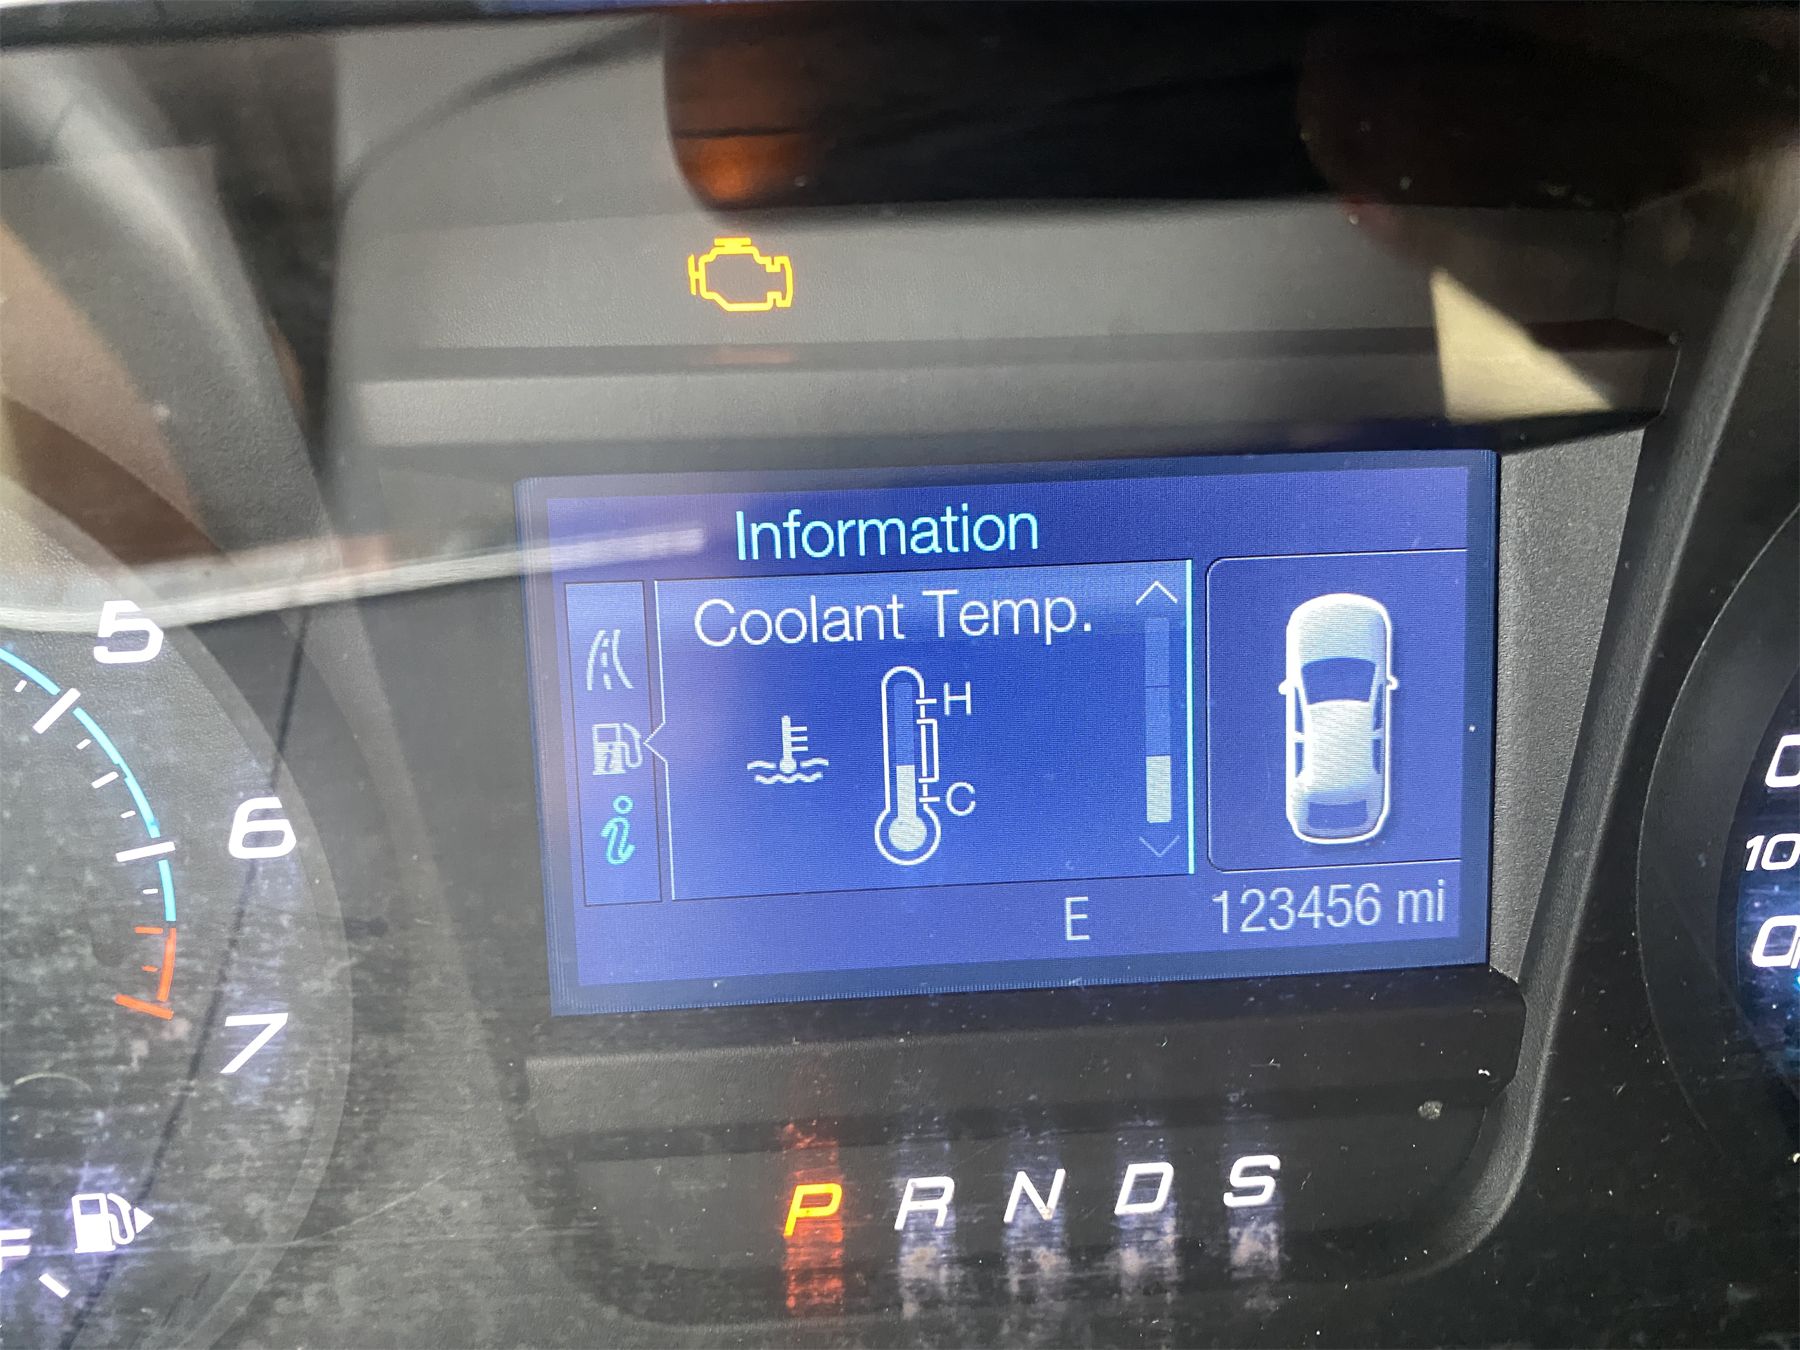 Information
Coolant Temp.
H
C
E
123456 mi
5
6
7
P R N D S